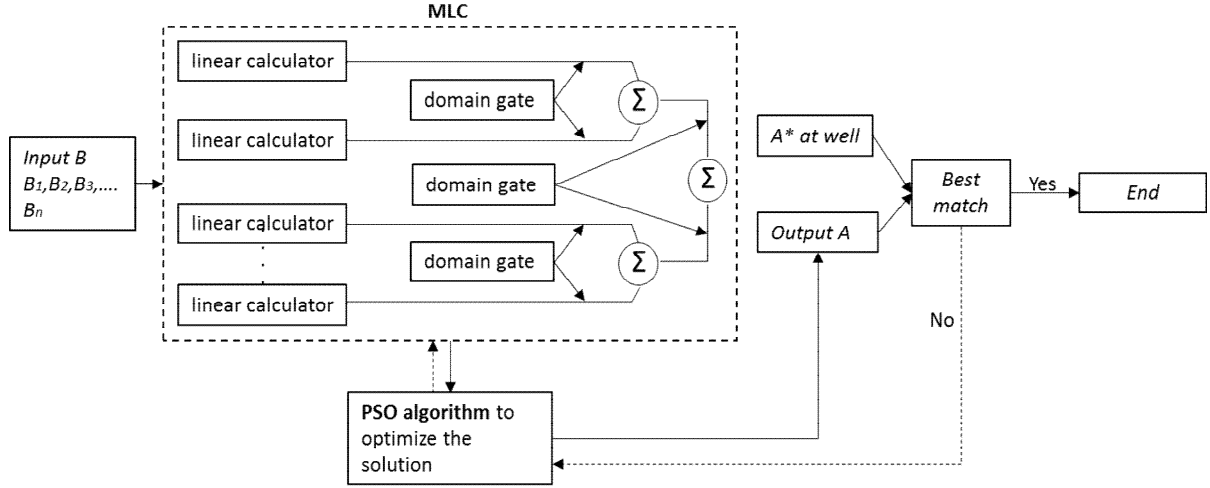 MLC
linear calculator
domain gate
Σ
linear calculator
Input B
B1,B2,B3,....
Bn
domain gate
Σ
linear calculator
domain gate
Σ
linear calculator
A* at well
Output A
Best
match
Yes
End
No
PSO algorithm to
optimize the
solution